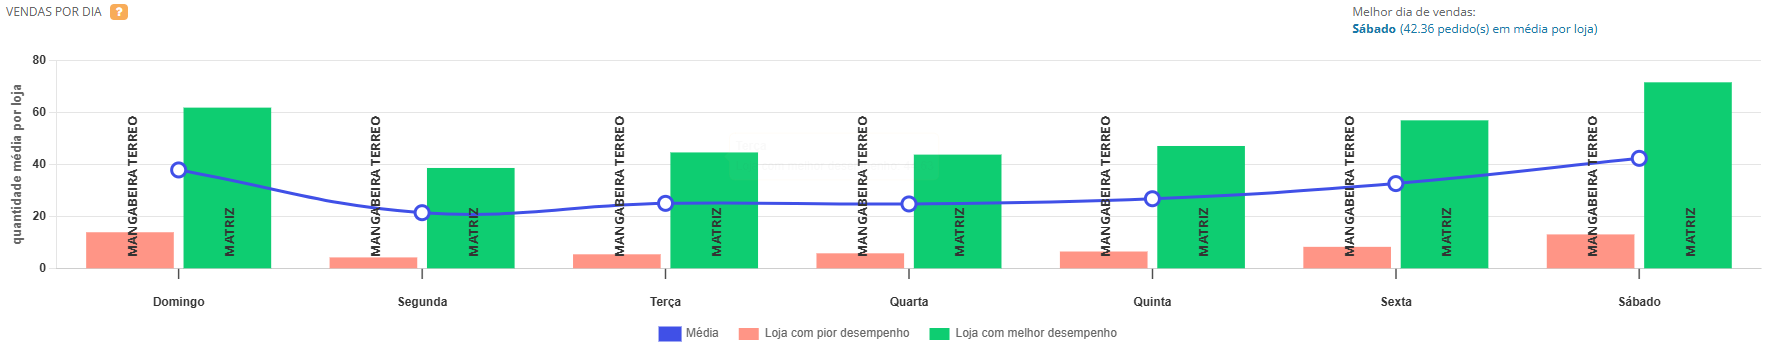 VENDAS POR DIA ?
Melhor dia de vendas:
Sábado (42.36 pedido(s) em média por loja)
quantidade média por loja
80
60
40
20
0
MANGABEIRA TERREO
MATRIZ
MANGABEIRA TERREO
MATRIZ
MANGABEIRA TERREO
MATRIZ
MANGABEIRA TERREO
MATRIZ
MANGABEIRA TERREO
MATRIZ
MANGABEIRA TERREO
MATRIZ
MANGABEIRA TERREO
MATRIZ
Domingo
Segunda
Terça
Quarta
Quinta
Sexta
Sábado
Média
Loja com pior desempenho
Loja com melhor desempenho